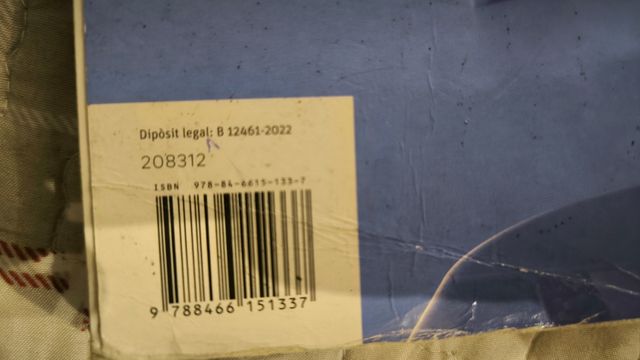 Dipòsit legal: B 12461-2022
208312
ISBN 978-84-6615-133-7
9 788466 151337